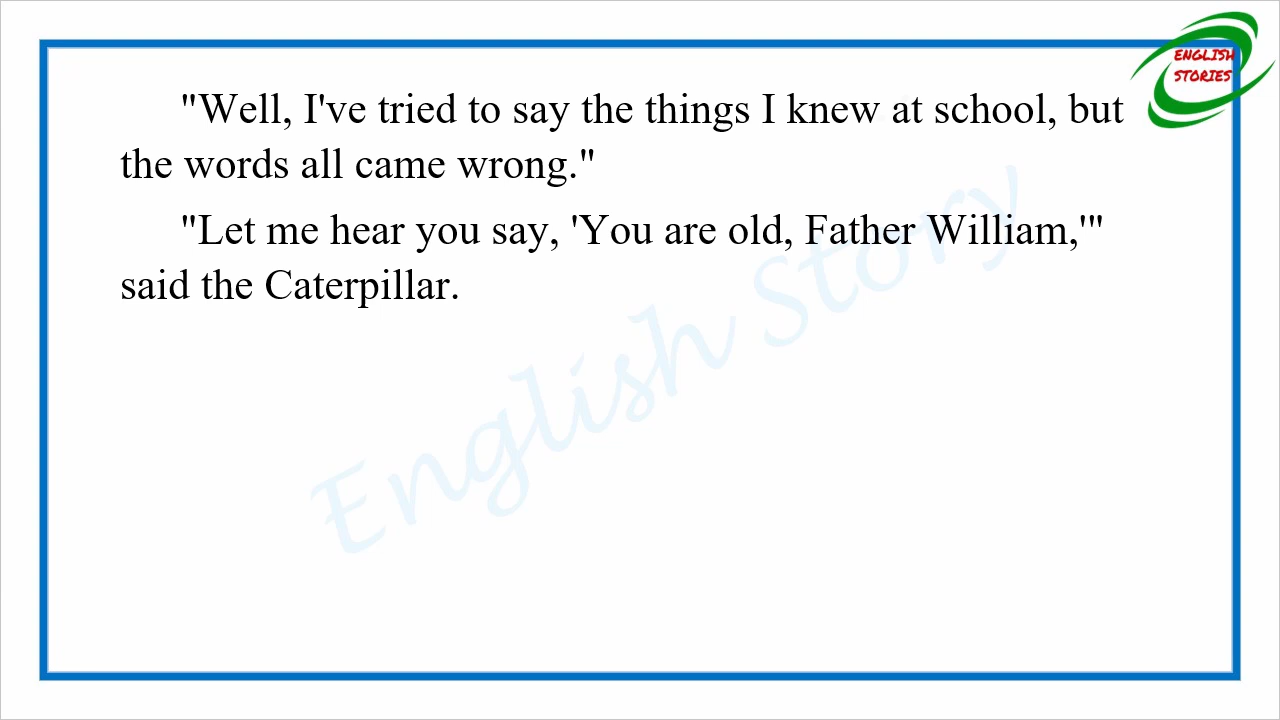 ENGLISH
STORIES
"Well, I've tried to say the things I knew at school, but
the words all came wrong."
"Let me hear you say, 'You are old, Father William,'"
said the Caterpillar.
English Story